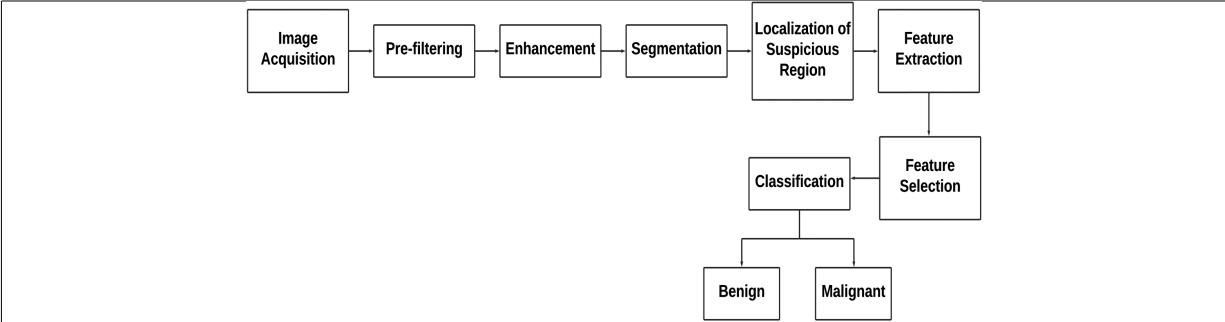 Image
Acquisition
Pre-filtering
Enhancement
Segmentation
Localization of
Suspicious
Region
Feature
Extraction
Feature
Selection
Classification
Benign
Malignant